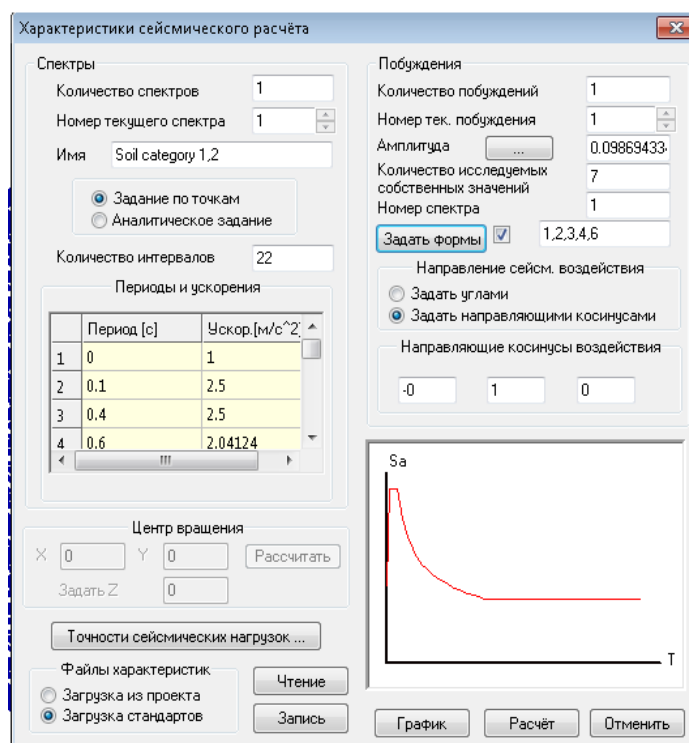 Характеристики сейсмического расчёта
Спектры
Количество спектров 1
Номер текущего спектра 1
Имя Soil category 1,2
Задание по точкам
Аналитическое задание
Количество интервалов 22
Периоды и ускорения
Период [с] Ускор.[м/с^2]
1 0 1
2 0.1 2.5
3 0.4 2.5
4 0.6 2.04124
Центр вращения
X 0 Y 0 Рассчитать
Задать Z 0
Точности сейсмических нагрузок ...
Файлы характеристик
Загрузка из проекта
Загрузка стандартов
Чтение
Запись
Побуждения
Количество побуждений 1
Номер тек. побуждения 1
Амплитуда ... 0.09869433
Количество исследуемых
собственных значений 7
Номер спектра 1
Задать формы 1,2,3,4,6
Направление сейсм. воздействия
Задать углами
Задать направляющими косинусами
Направляющие косинусы воздействия
-0 1 0
Sa
T
График Расчёт Отменить